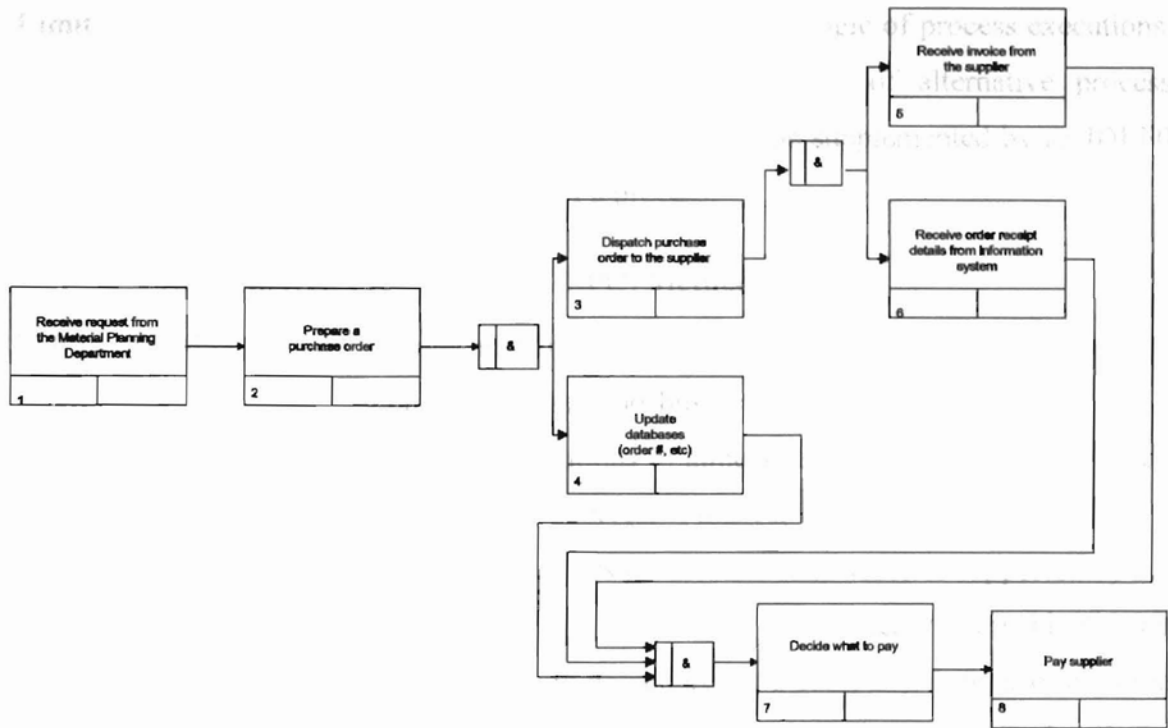 of process executions
of alternative process
Receive invoice from
the supplier
5
&
Dispatch purchase
order to the supplier
3
Receive order receipt
details from Information
system
6
Receive request from
the Material Planning
Department
1
Prepare a
purchase order
2
&
Update
databases
(order #, etc)
4
&
Decide what to pay
7
Pay supplier
8